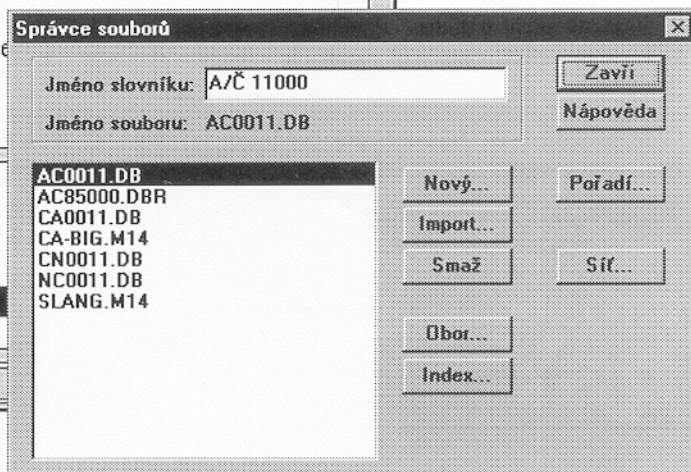 Správce souborů
Jméno slovníku: A/Č 11000
Jméno souboru: AC0011.DB
Zavři
Nápověda
AC0011.DB
AC85000.DBR
CA0011.DB
CA-BIG.M14
CN0011.DB
NC0011.DB
SLANG.M14
Nový...
Pořadí...
Import...
Smaž
Síť...
Obor...
Index...